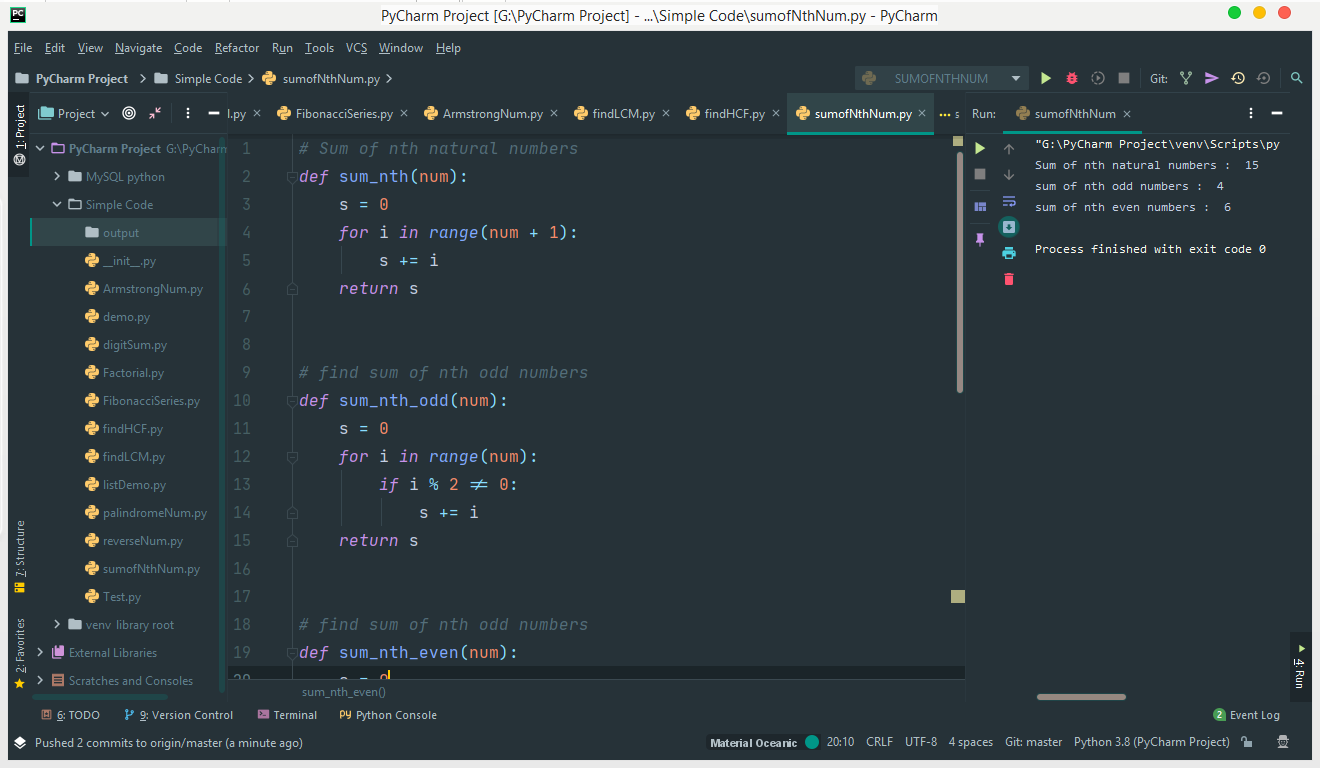 PC
PyCharm Project [G:\PyCharm Project] - ...\Simple Code\sumofNthNum.py - PyCharm
File Edit View Navigate Code Refactor Run Tools VCS Window Help
PyCharm Project Simple Code sumofNthNum.py
SUMOFNTHNUM Git:
Project
l.py FibonacciSeries.py ArmstrongNum.py findLCM.py findHCF.py sumofNthNum.py s
Run: sumofNthNum
1: Project
PyCharm Project G:\PyCharm
MySQL python
Simple Code
output
__init__.py
ArmstrongNum.py
demo.py
digitSum.py
Factorial.py
FibonacciSeries.py
findHCF.py
findLCM.py
listDemo.py
palindromeNum.py
reverseNum.py
sumofNthNum.py
Test.py
venv library root
External Libraries
Scratches and Consoles
7: Structure
2: Favorites
1 # Sum of nth natural numbers
2 def sum_nth(num):
3 s = 0
4 for i in range(num + 1):
5 s += i
6 return s
7
8
9 # find sum of nth odd numbers
10 def sum_nth_odd(num):
11 s = 0
12 for i in range(num):
13 if i % 2 ≠ 0:
14 s += i
15 return s
16
17
18 # find sum of nth odd numbers
19 def sum_nth_even(num):
20 s = 0
sum_nth_even()
"G:\PyCharm Project\venv\Scripts\py
Sum of nth natural numbers : 15
sum of nth odd numbers : 4
sum of nth even numbers : 6
Process finished with exit code 0
4: Run
6: TODO 9: Version Control Terminal PY Python Console 2 Event Log
Pushed 2 commits to origin/master (a minute ago) Material Oceanic 20:10 CRLF UTF-8 4 spaces Git: master Python 3.8 (PyCharm Project)